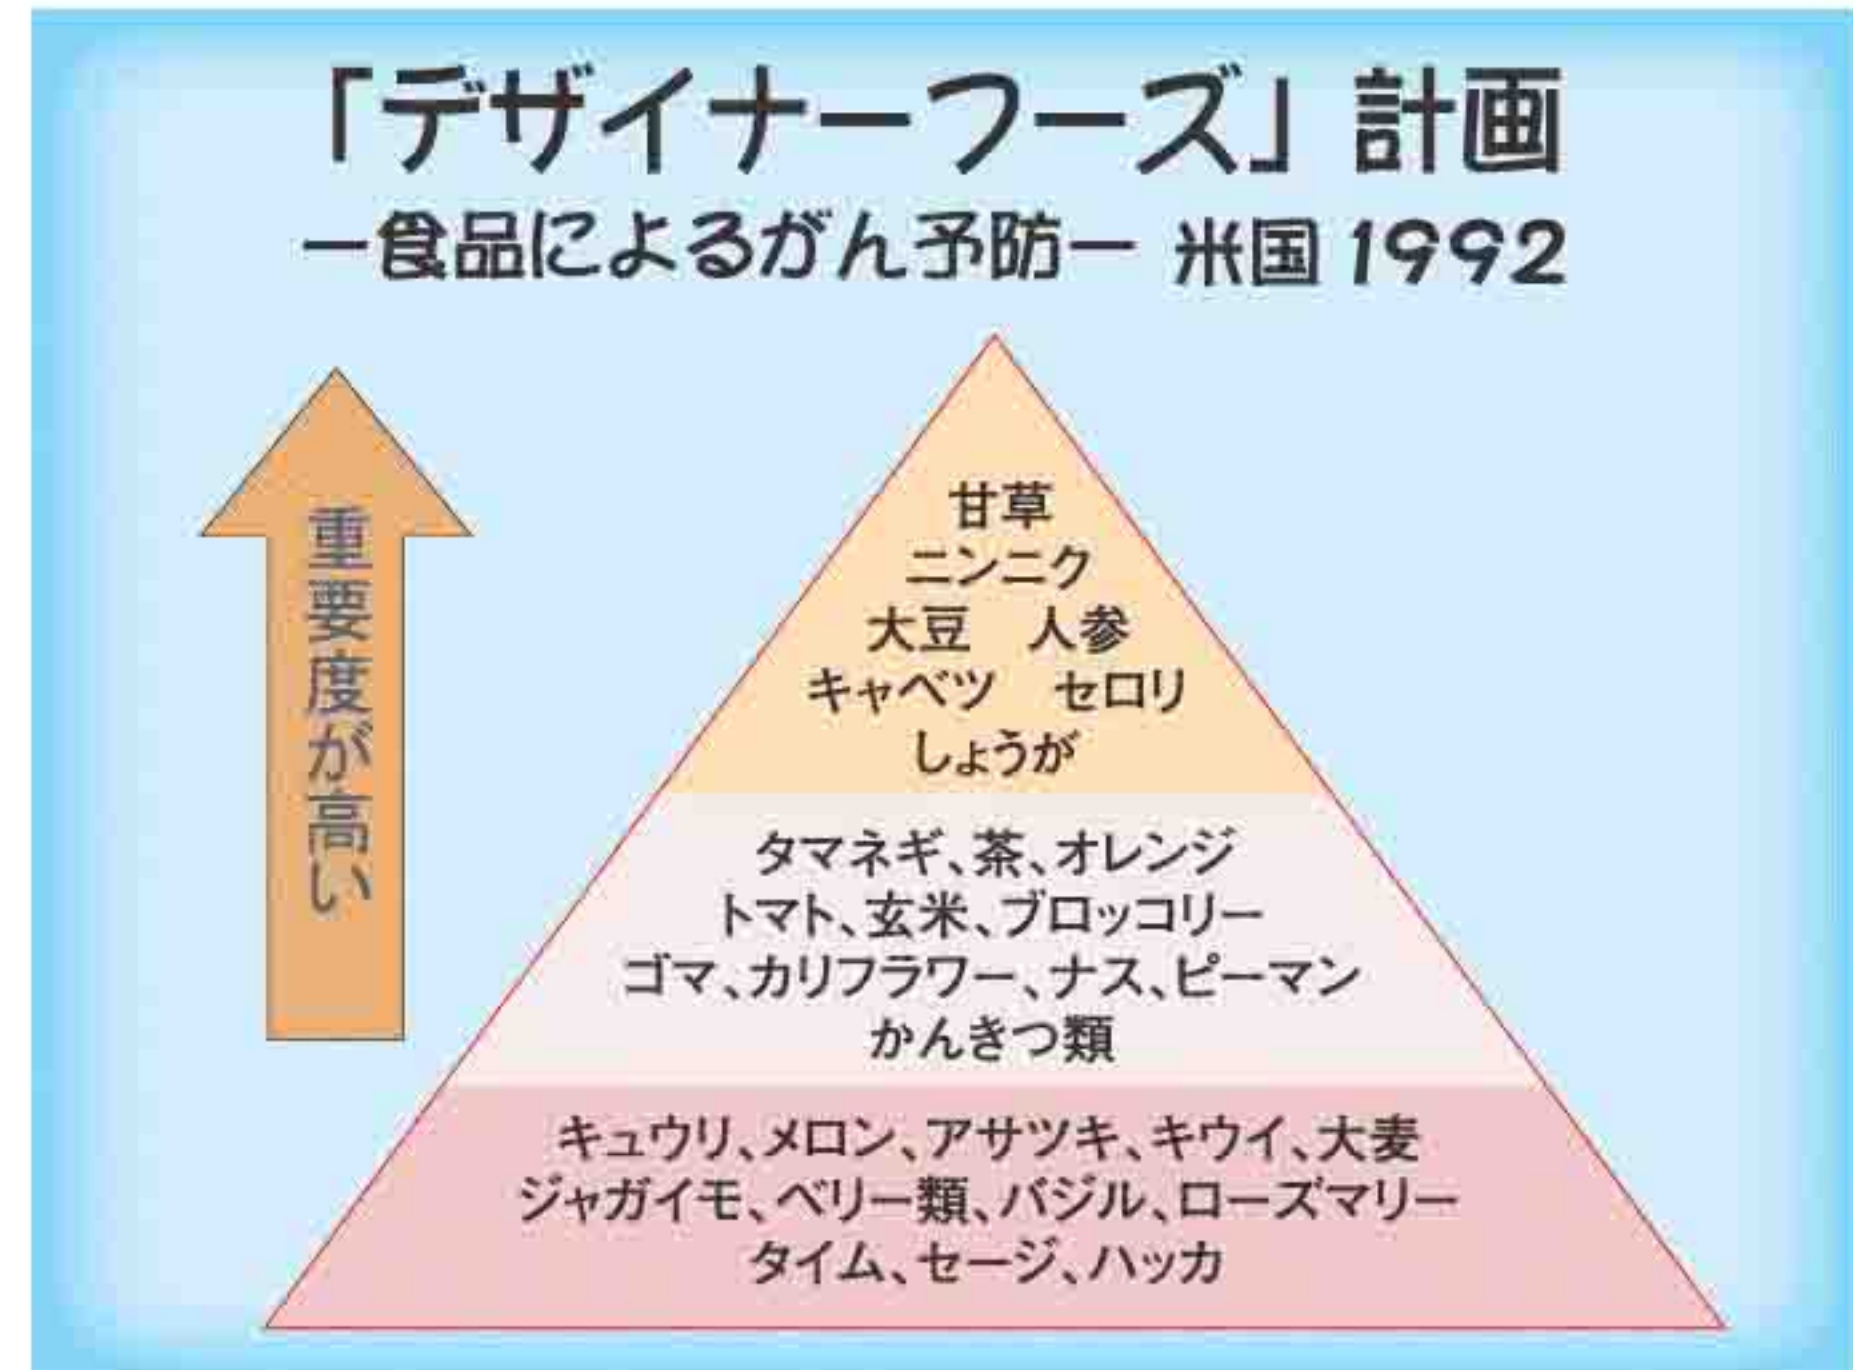 「デザイナーフーズ」計画
ー食品によるがん予防ー 米国 1992
重要度が高い
甘草
ニンニク
大豆　人参
キャベツ　セロリ
しょうが
タマネギ、茶、オレンジ
トマト、玄米、ブロッコリー
ゴマ、カリフラワー、ナス、ピーマン
かんきつ類
キュウリ、メロン、アサツキ、キウイ、大麦
ジャガイモ、ベリー類、バジル、ローズマリー
タイム、セージ、ハッカ